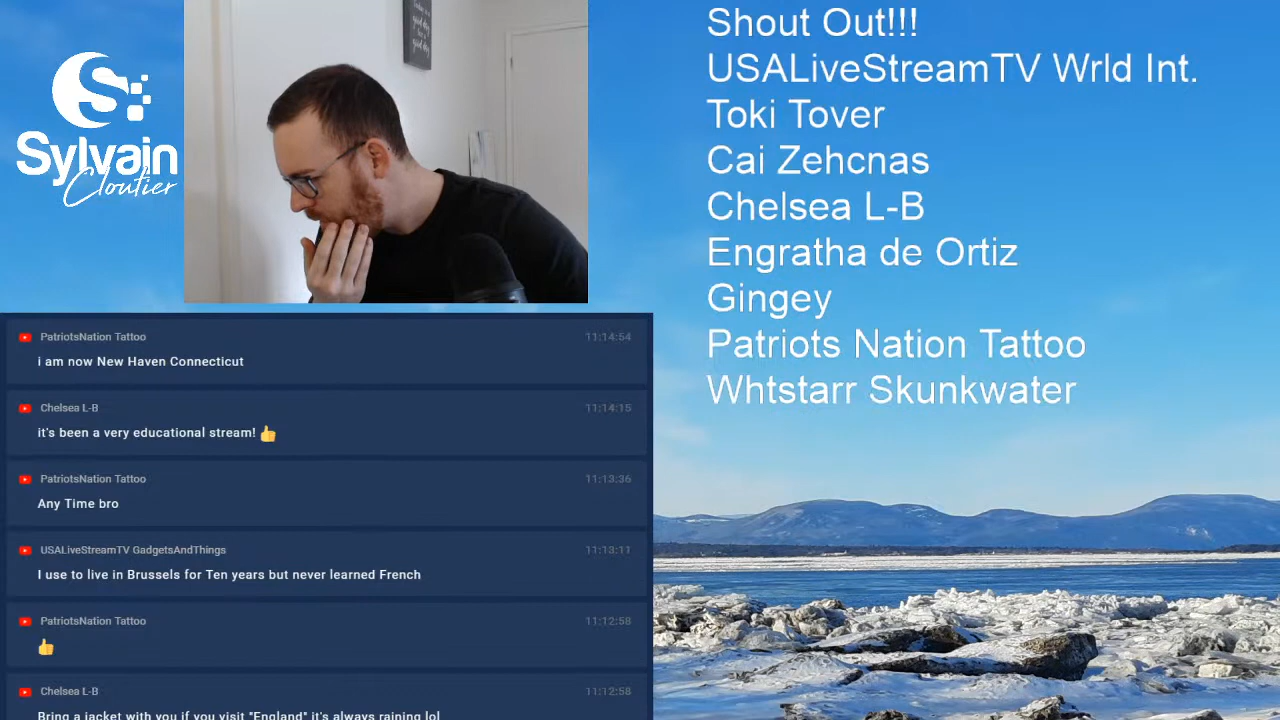 Sylvain
Cloutier
Shout Out!!!
USALiveStreamTV Wrld Int.
Toki Tover
Cai Zehcnas
Chelsea L-B
Engratha de Ortiz
Gingey
Patriots Nation Tattoo
Whtstarr Skunkwater
PatriotsNation Tattoo 11:14:54
i am now New Haven Connecticut
Chelsea L-B 11:14:15
it's been a very educational stream! 👍
PatriotsNation Tattoo 11:13:36
Any Time bro
USALiveStreamTV GadgetsAndThings 11:13:11
I use to live in Brussels for Ten years but never learned French
PatriotsNation Tattoo 11:12:58
👍
Chelsea L-B 11:12:58
Bring a jacket with you if you visit "England" it's always raining lol